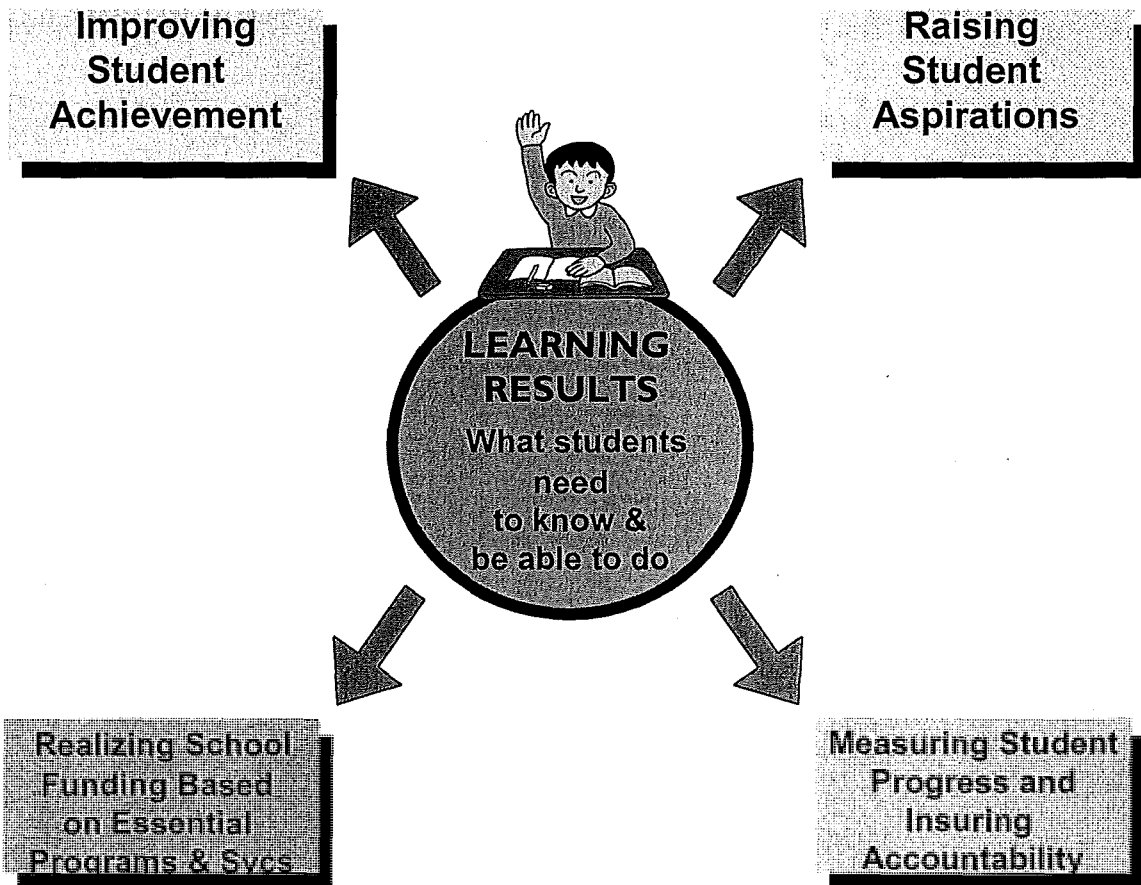 Improving
Student
Achievement
Raising
Student
Aspirations
LEARNING
RESULTS
What students
need
to know &
be able to do
Realizing School
Funding Based
on Essential
Programs & Svcs
Measuring Student
Progress and
Insuring
Accountability